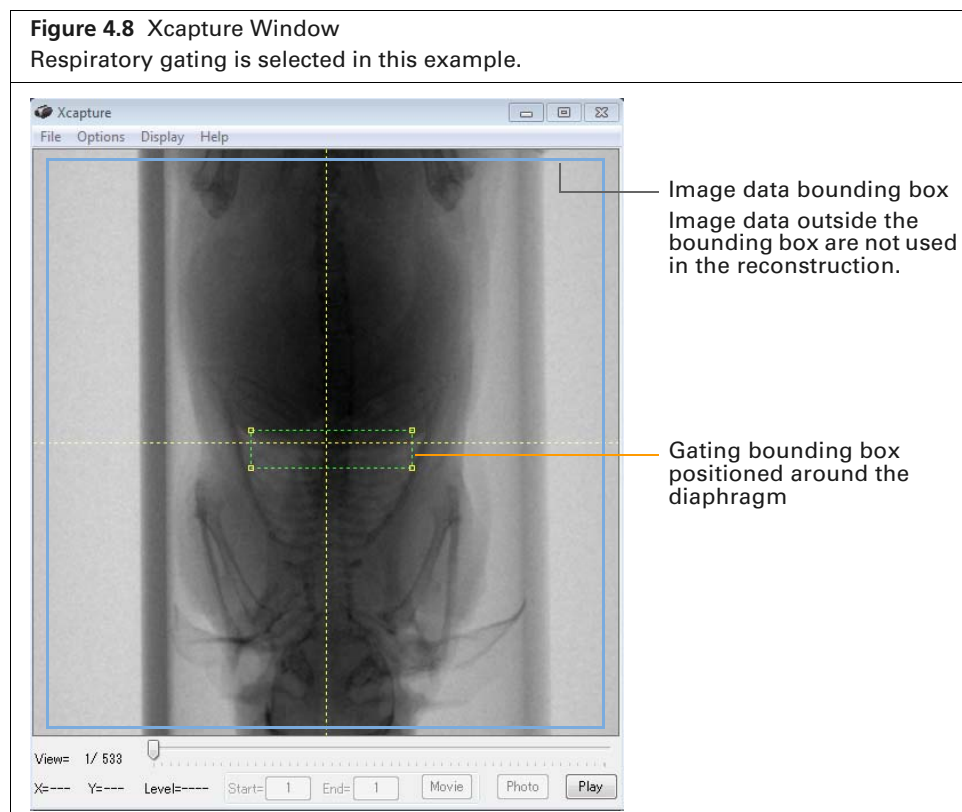 Figure 4.8 Xcapture Window
Respiratory gating is selected in this example.
Xcapture
File Options Display Help
Image data bounding box
Image data outside the
bounding box are not used
in the reconstruction.
Gating bounding box
positioned around the
diaphragm
View= 1/ 533
X=--- Y=--- Level=---- Start= 1 End= 1 Movie Photo Play